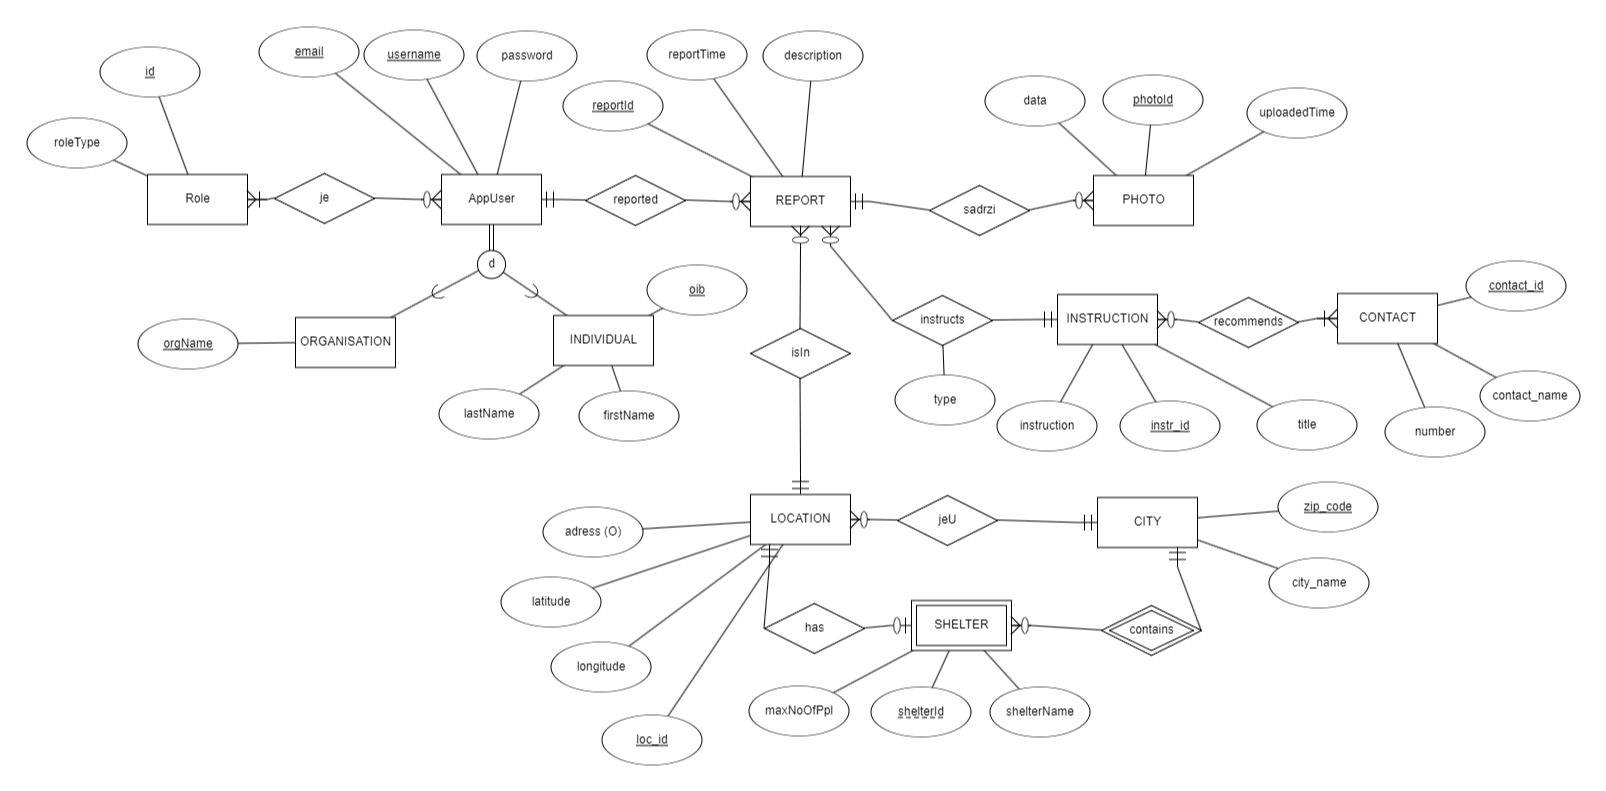 email
username
password
reportTime
description
id
reportId
data
photoId
uploadedTime
roleType
Role
je
AppUser
reported
REPORT
sadrzi
PHOTO
d
oib
contact_id
orgName
ORGANISATION
INDIVIDUAL
isIn
instructs
INSTRUCTION
recommends
CONTACT
lastName
firstName
type
instruction
instr_id
title
number
contact_name
adress (O)
LOCATION
jeU
CITY
zip_code
city_name
latitude
has
SHELTER
contains
longitude
maxNoOfPpl
shelterId
shelterName
loc_id